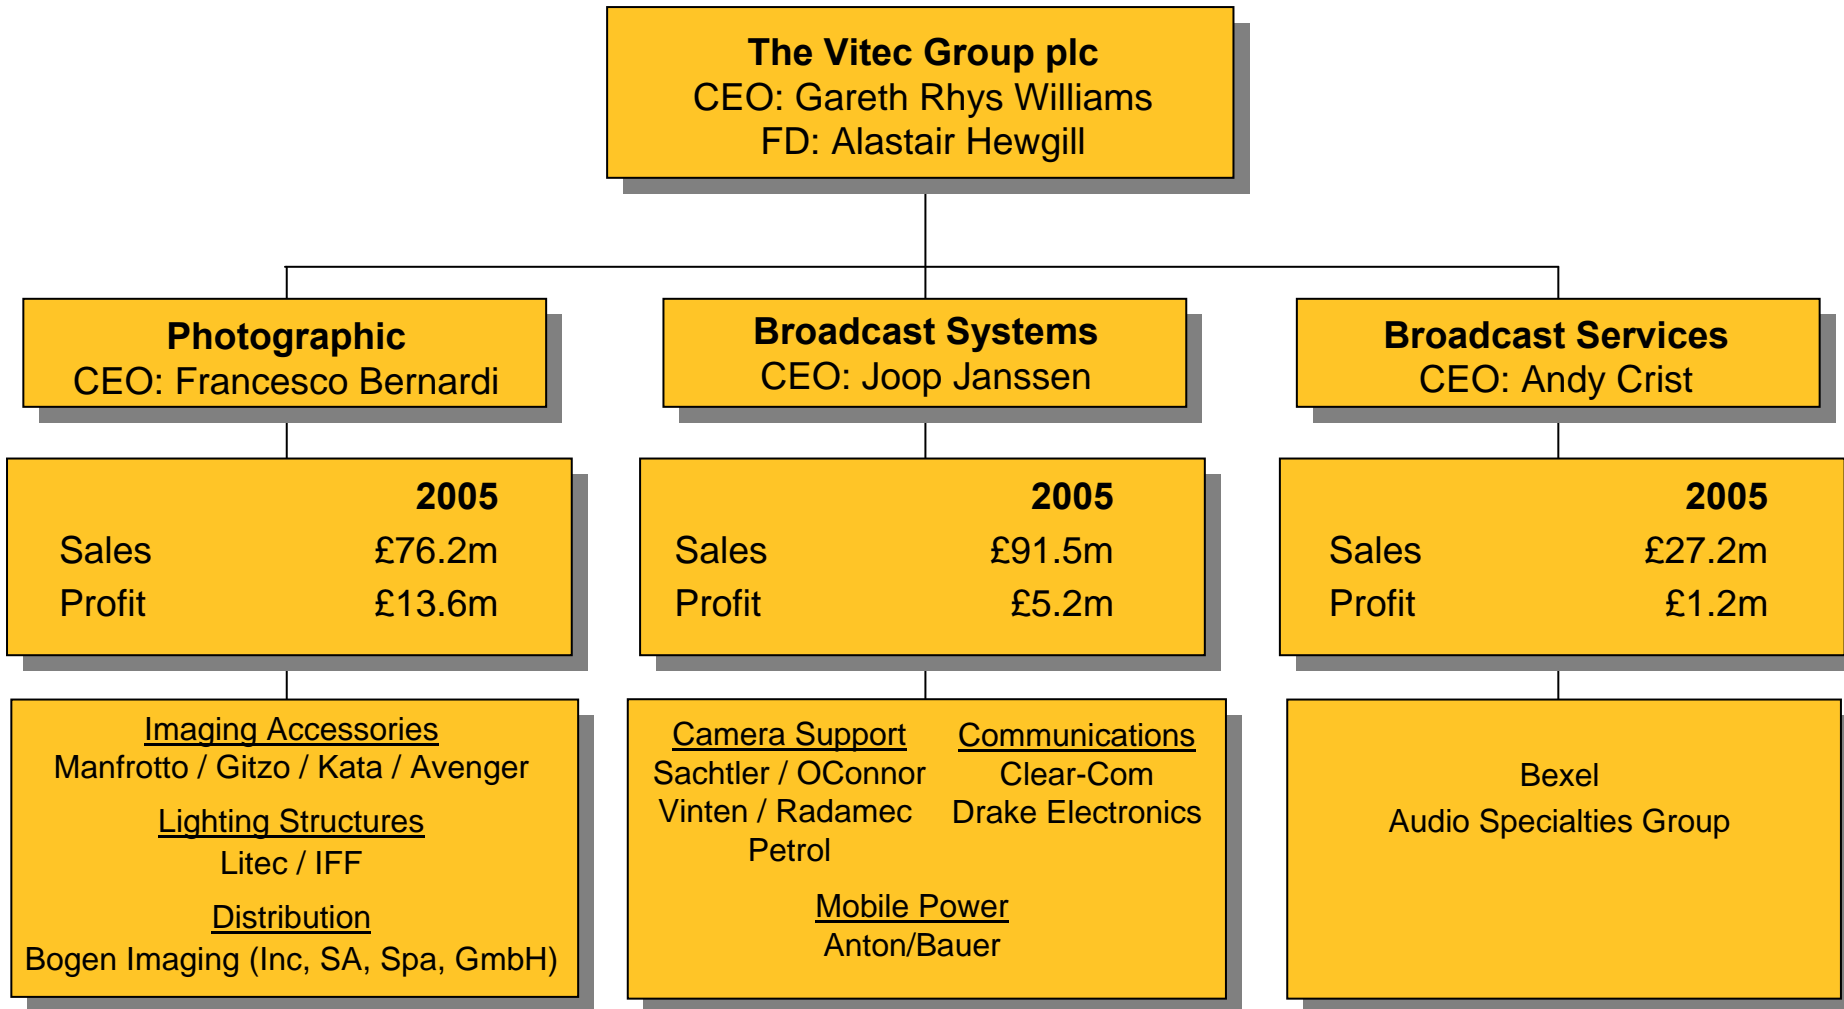 The Vitec Group plc
CEO: Gareth Rhys Williams
FD: Alastair Hewgill
Photographic
CEO: Francesco Bernardi
2005
Sales £76.2m
Profit £13.6m
Imaging Accessories
Manfrotto / Gitzo / Kata / Avenger
Lighting Structures
Litec / IFF
Distribution
Bogen Imaging (Inc, SA, Spa, GmbH)
Broadcast Systems
CEO: Joop Janssen
2005
Sales £91.5m
Profit £5.2m
Camera Support
Sachtler / OConnor
Vinten / Radamec
Petrol
Communications
Clear-Com
Drake Electronics
Mobile Power
Anton/Bauer
Broadcast Services
CEO: Andy Crist
2005
Sales £27.2m
Profit £1.2m
Bexel
Audio Specialties Group